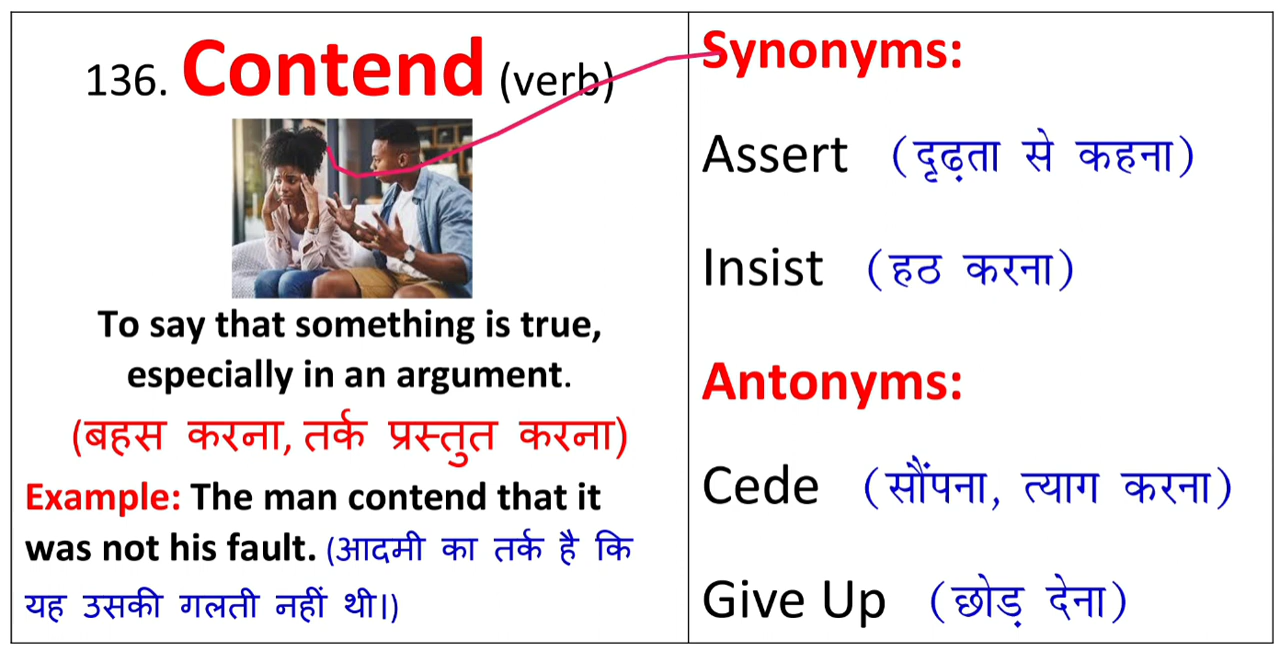 136. Contend (verb)
To say that something is true,
especially in an argument.
(बहस करना, तर्क प्रस्तुत करना)
Example: The man contend that it
was not his fault. (आदमी का तर्क है कि
यह उसकी गलती नहीं थी।)
Synonyms:
Assert (दृढ़ता से कहना)
Insist (हठ करना)
Antonyms:
Cede (सौंपना, त्याग करना)
Give Up (छोड़ देना)